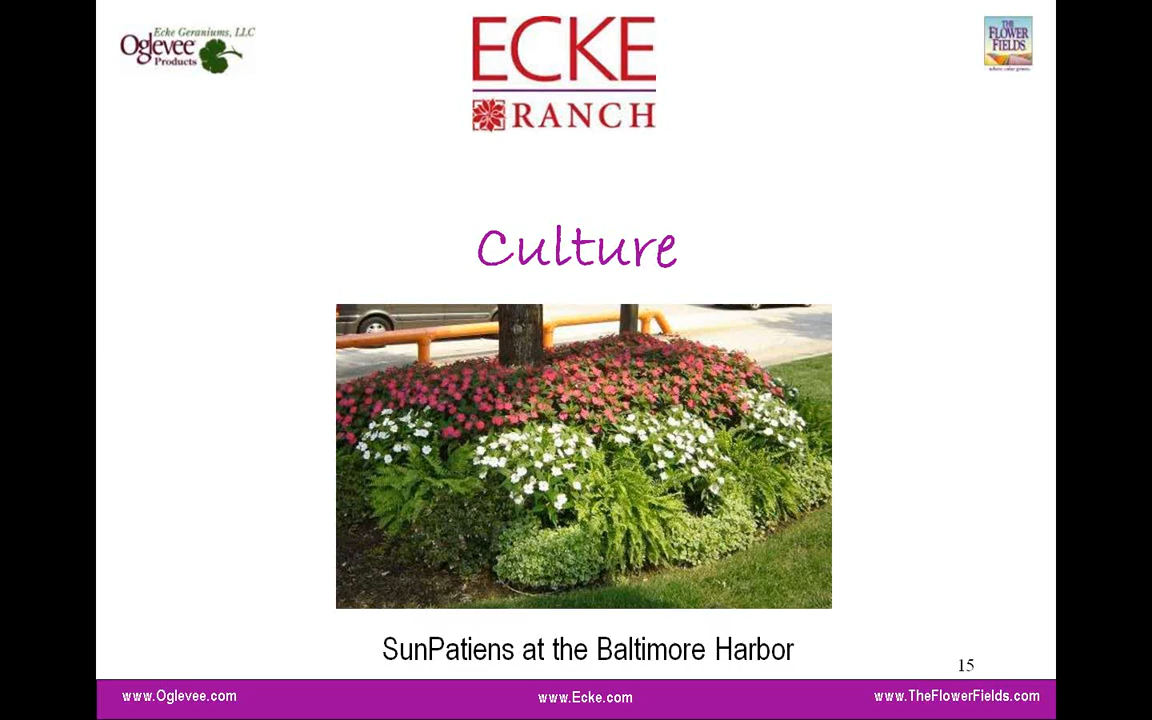 Ecke Geraniums, LLC
Oglevee
Products
ECKE
RANCH
THE
FLOWER
FIELDS
Culture
SunPatiens at the Baltimore Harbor
15
www.Oglevee.com
www.Ecke.com
www.TheFlowerFields.com